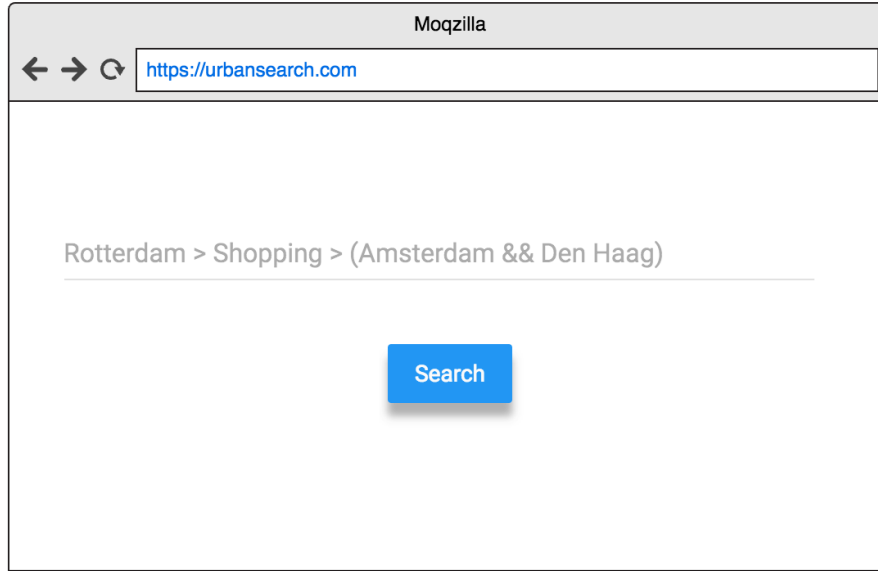 Moqzilla
https://urbansearch.com
Rotterdam > Shopping > (Amsterdam && Den Haag)
Search